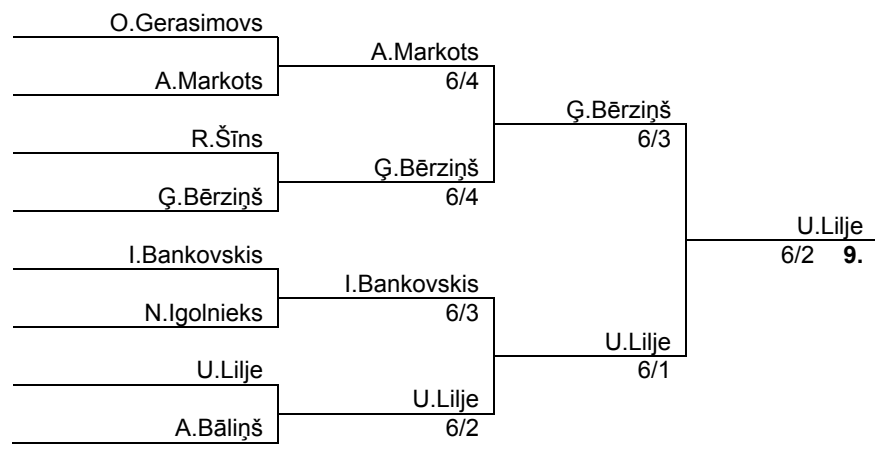 O.Gerasimovs
A.Markots
A.Markots
6/4
Ģ.Bērziņš
6/3
R.Šīns
Ģ.Bērziņš
6/4
Ģ.Bērziņš
U.Lilje
6/2 9.
I.Bankovskis
I.Bankovskis
6/3
N.Igolnieks
U.Lilje
6/1
U.Lilje
U.Lilje
6/2
A.Bāliņš